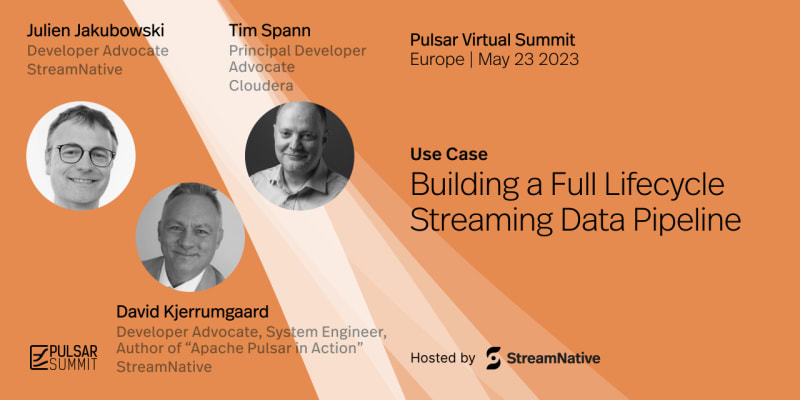 Julien Jakubowski
Developer Advocate
StreamNative
Tim Spann
Principal Developer
Advocate
Cloudera
Pulsar Virtual Summit
Europe | May 23 2023
Use Case
Building a Full Lifecycle
Streaming Data Pipeline
David Kjerrumgaard
Developer Advocate, System Engineer,
Author of “Apache Pulsar in Action”
StreamNative
PULSAR
SUMMIT
Hosted by StreamNative